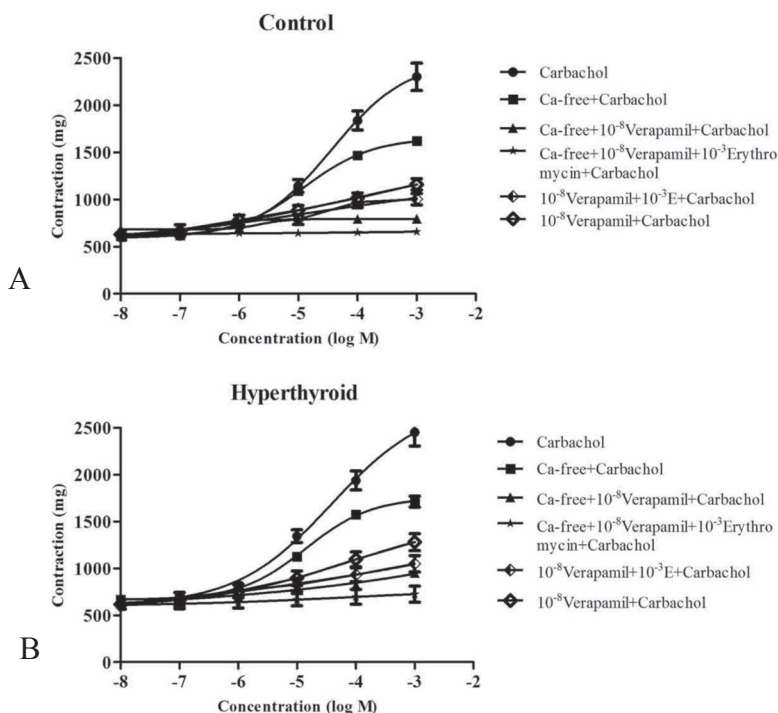 Control
2500
2000
1500
1000
500
0
Contraction (mg)
-8 -7 -6 -5 -4 -3 -2
Concentration (log M)
Carbachol
Ca-free+Carbachol
Ca-free+10⁻⁸Verapamil+Carbachol
Ca-free+10⁻⁸Verapamil+10⁻³Erythro
mycin+Carbachol
10⁻⁸Verapamil+10⁻³E+Carbachol
10⁻⁸Verapamil+Carbachol
A
Hyperthyroid
2500
2000
1500
1000
500
0
Contraction (mg)
-8 -7 -6 -5 -4 -3 -2
Concentration (log M)
Carbachol
Ca-free+Carbachol
Ca-free+10⁻⁸Verapamil+Carbachol
Ca-free+10⁻⁸Verapamil+10⁻³Erythro
mycin+Carbachol
10⁻⁸Verapamil+10⁻³E+Carbachol
10⁻⁸Verapamil+Carbachol
B